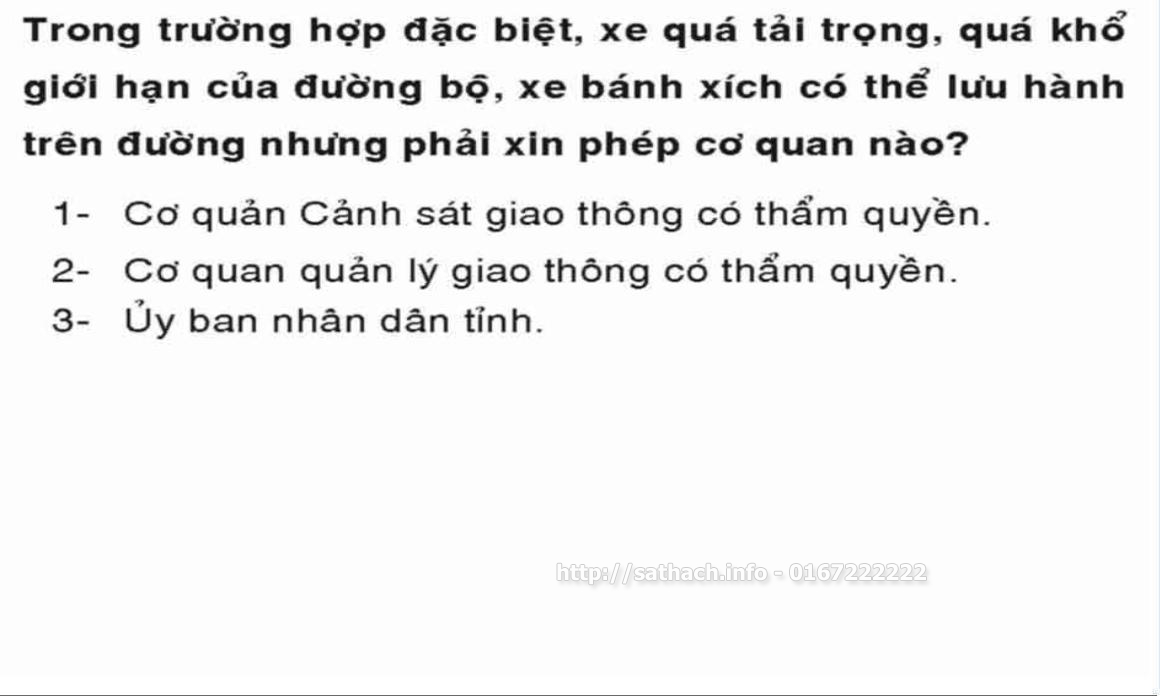 Trong trường hợp đặc biệt, xe quá tải trọng, quá khổ
giới hạn của đường bộ, xe bánh xích có thể lưu hành
trên đường nhưng phải xin phép cơ quan nào?
1- Cơ quản Cảnh sát giao thông có thẩm quyền.
2- Cơ quan quản lý giao thông có thẩm quyền.
3- Ủy ban nhân dân tỉnh.
http://sathach.info - 0167222222